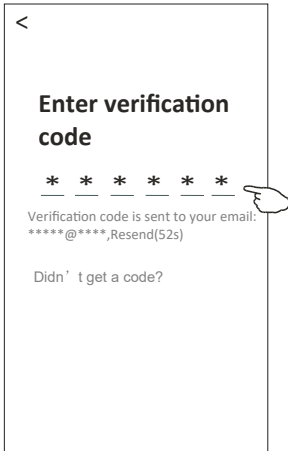 <
Enter verification
code
* * * * * *
Verification code is sent to your email:
*****@****,Resend(52s)
Didn’ t get a code?